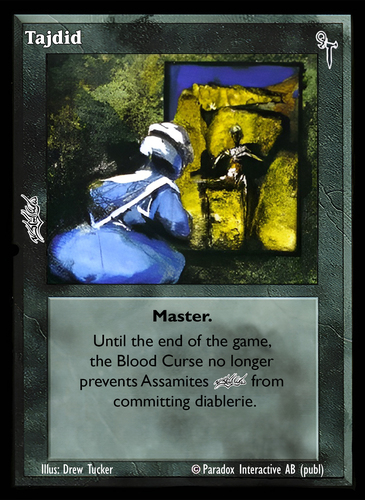 Tajdid
Master.
Until the end of the game,
the Blood Curse no longer
prevents Assamites from
committing diablerie.
Illus: Drew Tucker
© Paradox Interactive AB (publ)